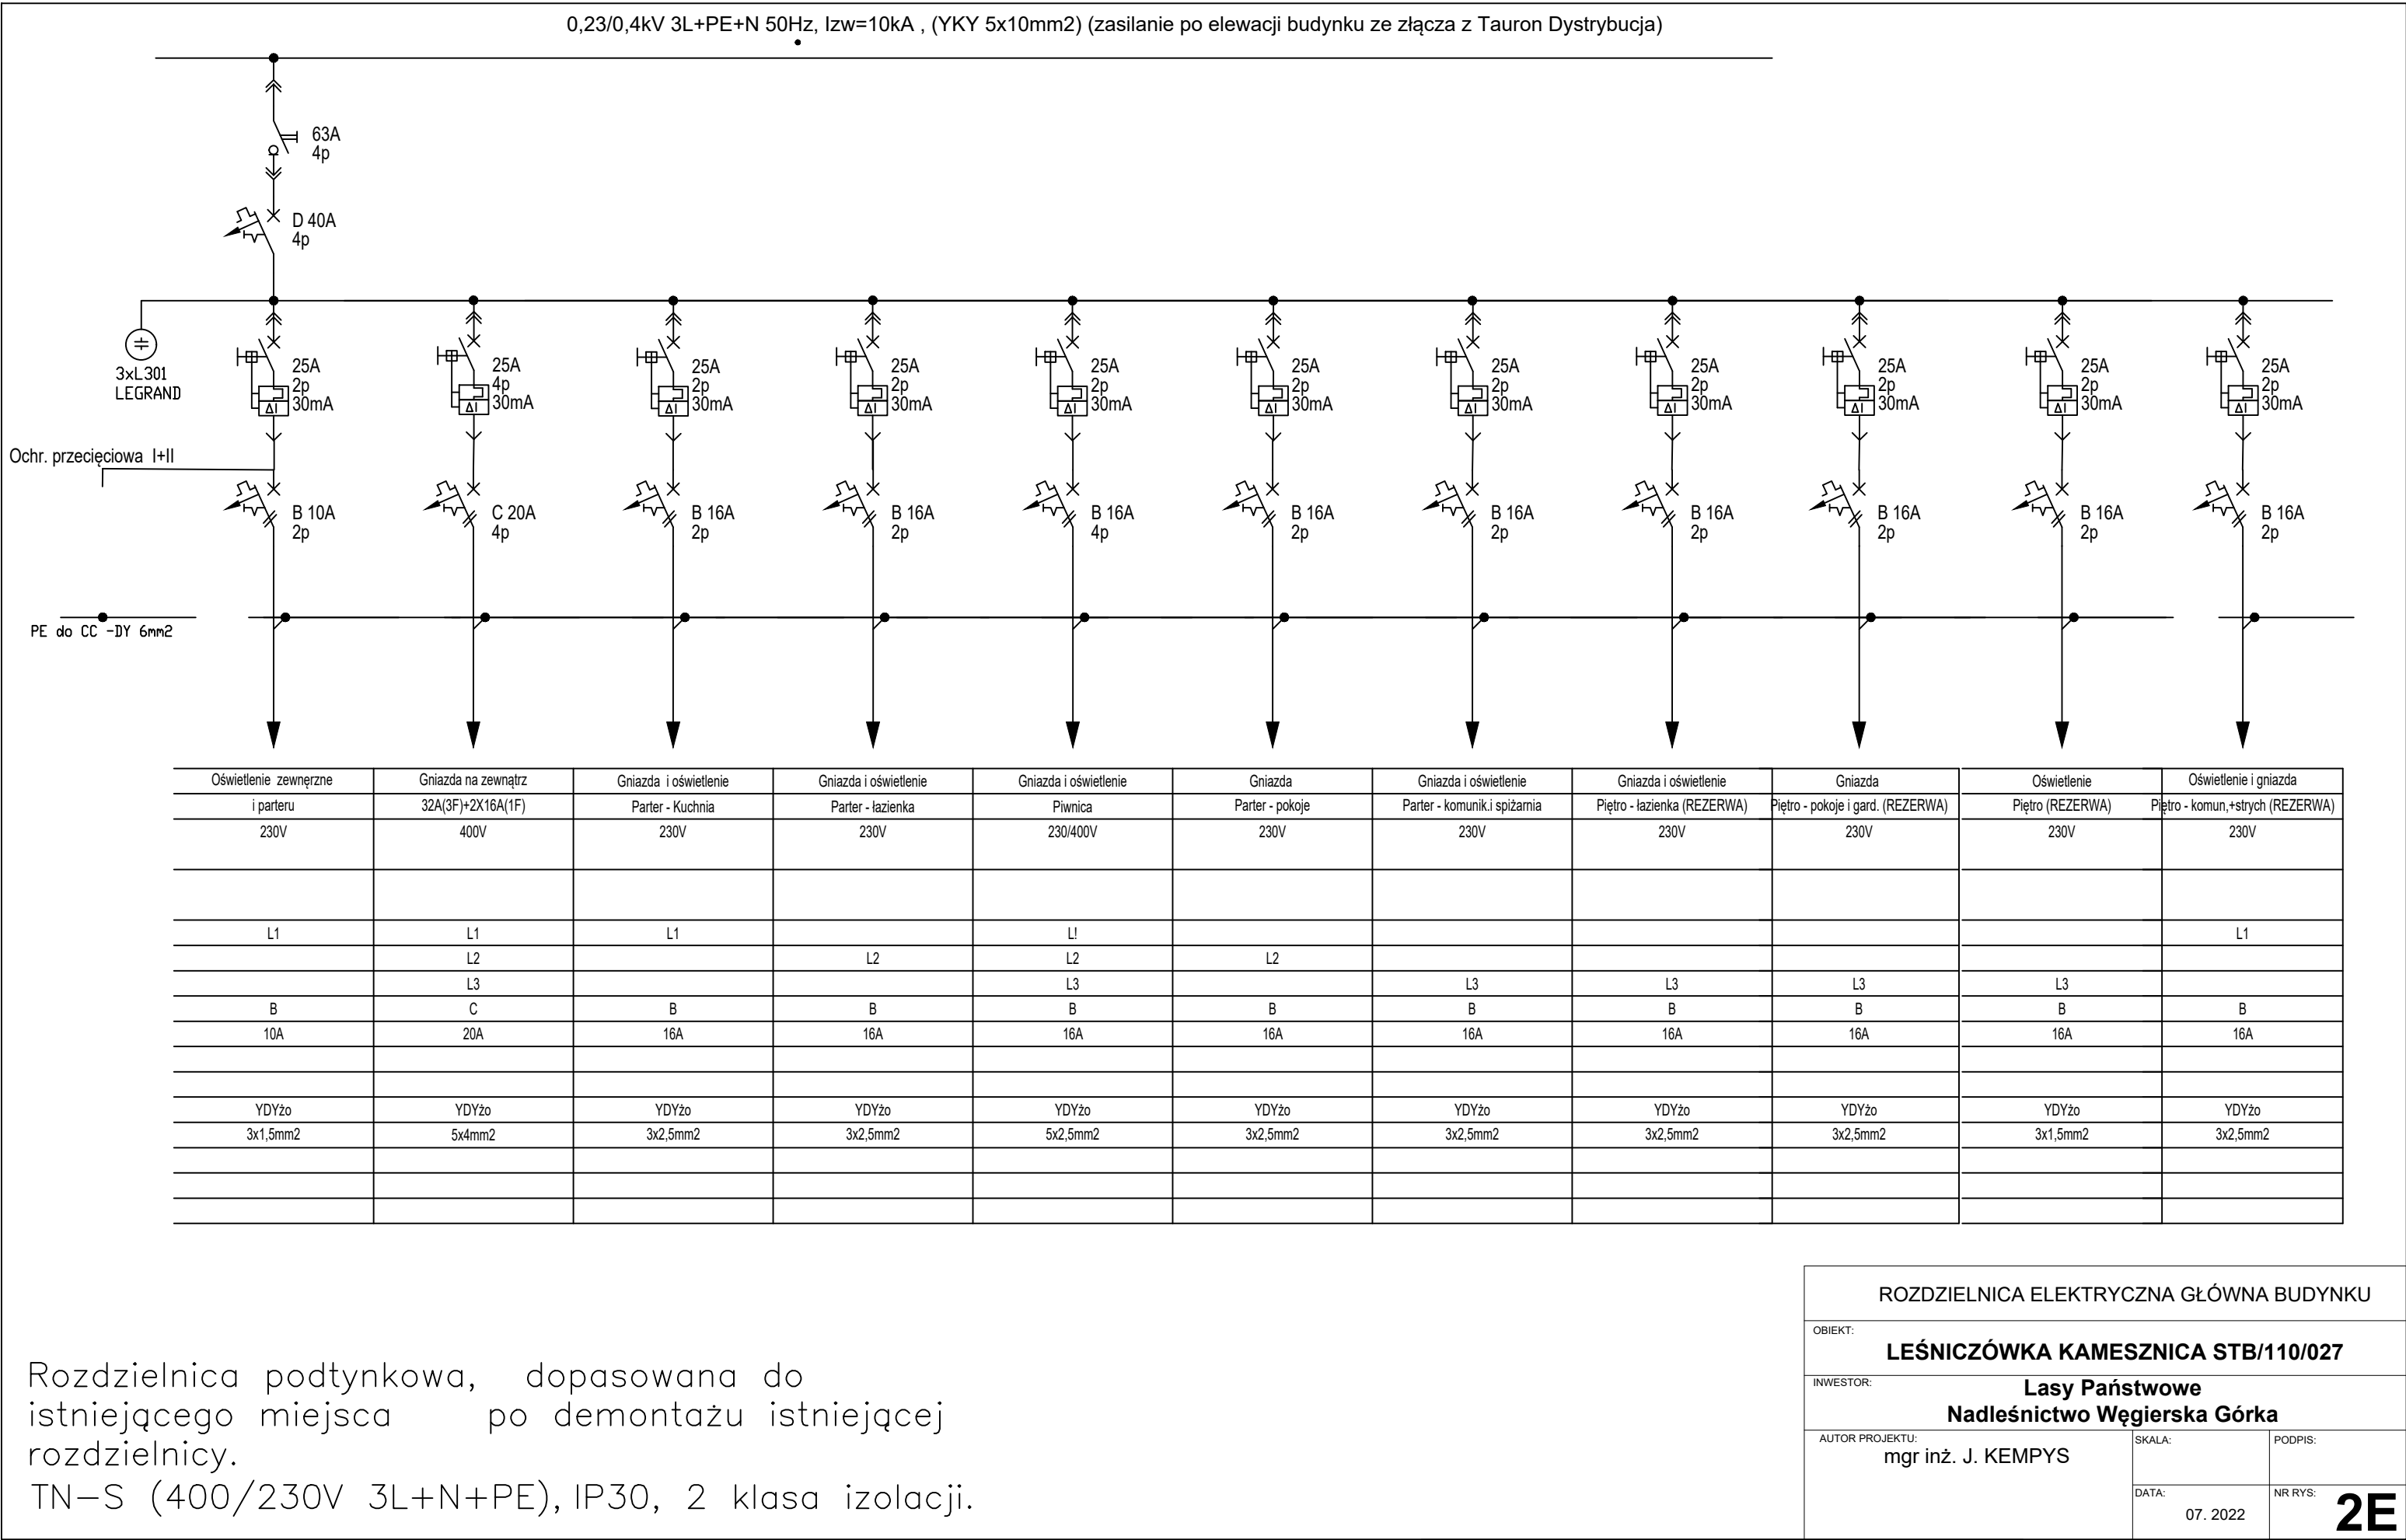 0,23/0,4kV 3L+PE+N 50Hz, Izw=10kA , (YKY 5x10mm2) (zasilanie po elewacji budynku ze złącza z Tauron Dystrybucja)
63A
4p
D 40A
4p
3xL301
LEGRAND
25A 25A 25A 25A 25A 25A 25A 25A 25A 25A 25A
2p 4p 2p 2p 2p 2p 2p 2p 2p 2p 2p
30mA 30mA 30mA 30mA 30mA 30mA 30mA 30mA 30mA 30mA 30mA
ΔI ΔI ΔI ΔI ΔI ΔI ΔI ΔI ΔI ΔI ΔI
Ochr. przecięciowa I+II
B 10A C 20A B 16A B 16A B 16A B 16A B 16A B 16A B 16A B 16A B 16A
2p 4p 2p 2p 4p 2p 2p 2p 2p 2p 2p
PE do CC -DY 6mm2
Oświetlenie zewnęrzne Gniazda na zewnątrz Gniazda i oświetlenie Gniazda i oświetlenie Gniazda i oświetlenie Gniazda Gniazda i oświetlenie Gniazda i oświetlenie Gniazda Oświetlenie Oświetlenie i gniazda
i parteru 32A(3F)+2X16A(1F) Parter - Kuchnia Parter - łazienka Piwnica Parter - pokoje Parter - komunik.i spiżarnia Piętro - łazienka (REZERWA) Piętro - pokoje i gard. (REZERWA) Piętro (REZERWA) Piętro - komun,+strych (REZERWA)
230V 400V 230V 230V 230/400V 230V 230V 230V 230V 230V 230V
L1 L1 L1 L! L1
L2 L2 L2 L2
L3 L3 L3 L3 L3 L3
B C B B B B B B B B B
10A 20A 16A 16A 16A 16A 16A 16A 16A 16A 16A
YDYżo YDYżo YDYżo YDYżo YDYżo YDYżo YDYżo YDYżo YDYżo YDYżo YDYżo
3x1,5mm2 5x4mm2 3x2,5mm2 3x2,5mm2 5x2,5mm2 3x2,5mm2 3x2,5mm2 3x2,5mm2 3x2,5mm2 3x1,5mm2 3x2,5mm2
Rozdzielnica podtynkowa, dopasowana do
istniejącego miejsca po demontażu istniejącej
rozdzielnicy.
TN-S (400/230V 3L+N+PE), IP30, 2 klasa izolacji.
ROZDZIELNICA ELEKTRYCZNA GŁÓWNA BUDYNKU
OBIEKT:
LEŚNICZÓWKA KAMESZNICA STB/110/027
INWESTOR:
Lasy Państwowe
Nadleśnictwo Węgierska Górka
AUTOR PROJEKTU:
mgr inż. J. KEMPYS
SKALA:
PODPIS:
DATA:
07. 2022
NR RYS:
2E